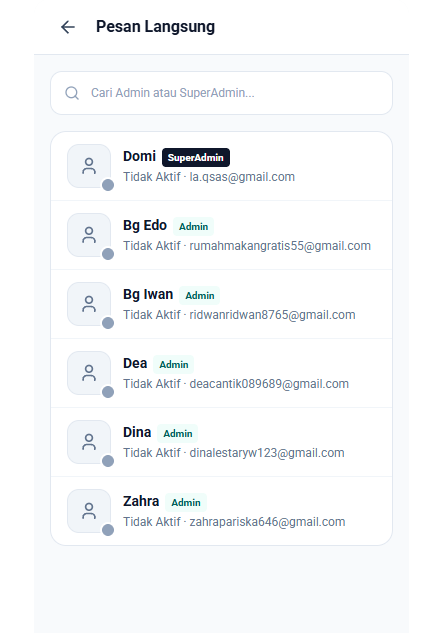 Pesan Langsung
Cari Admin atau SuperAdmin...
Domi SuperAdmin
Tidak Aktif · la.qsas@gmail.com
Bg Edo Admin
Tidak Aktif · rumahmakangratis55@gmail.com
Bg Iwan Admin
Tidak Aktif · ridwanridwan8765@gmail.com
Dea Admin
Tidak Aktif · deacantik089689@gmail.com
Dina Admin
Tidak Aktif · dinalestaryw123@gmail.com
Zahra Admin
Tidak Aktif · zahrapariska646@gmail.com